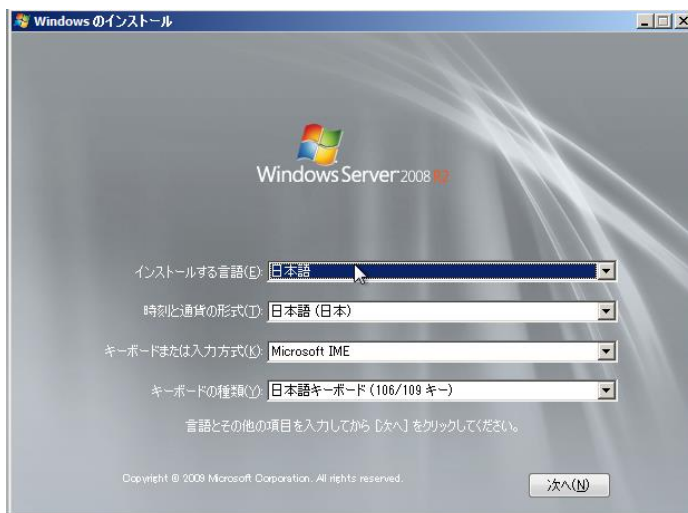 Windows のインストール
Windows Server 2008 R2
インストールする言語(E): 日本語
時刻と通貨の形式(T): 日本語 (日本)
キーボードまたは入力方式(K): Microsoft IME
キーボードの種類(Y): 日本語キーボード (106/109 キー)
言語とその他の項目を入力してから [次へ] をクリックしてください。
Copyright © 2009 Microsoft Corporation. All rights reserved.
次へ(N)